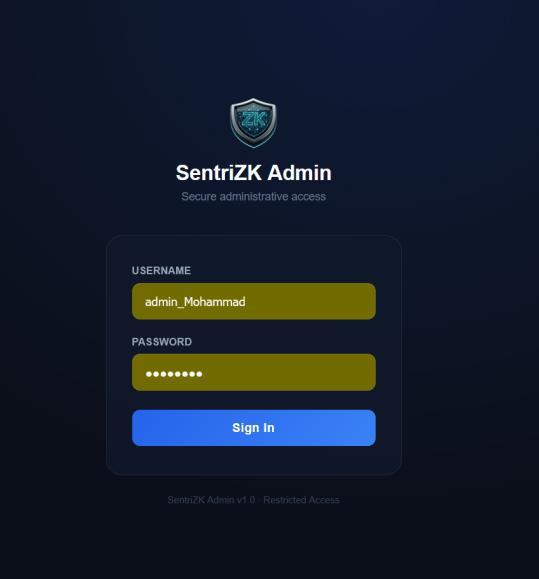 ZK
SentriZK Admin
Secure administrative access
USERNAME
admin_Mohammad
PASSWORD
●●●●●●●●
Sign In
SentriZK Admin v1.0 · Restricted Access